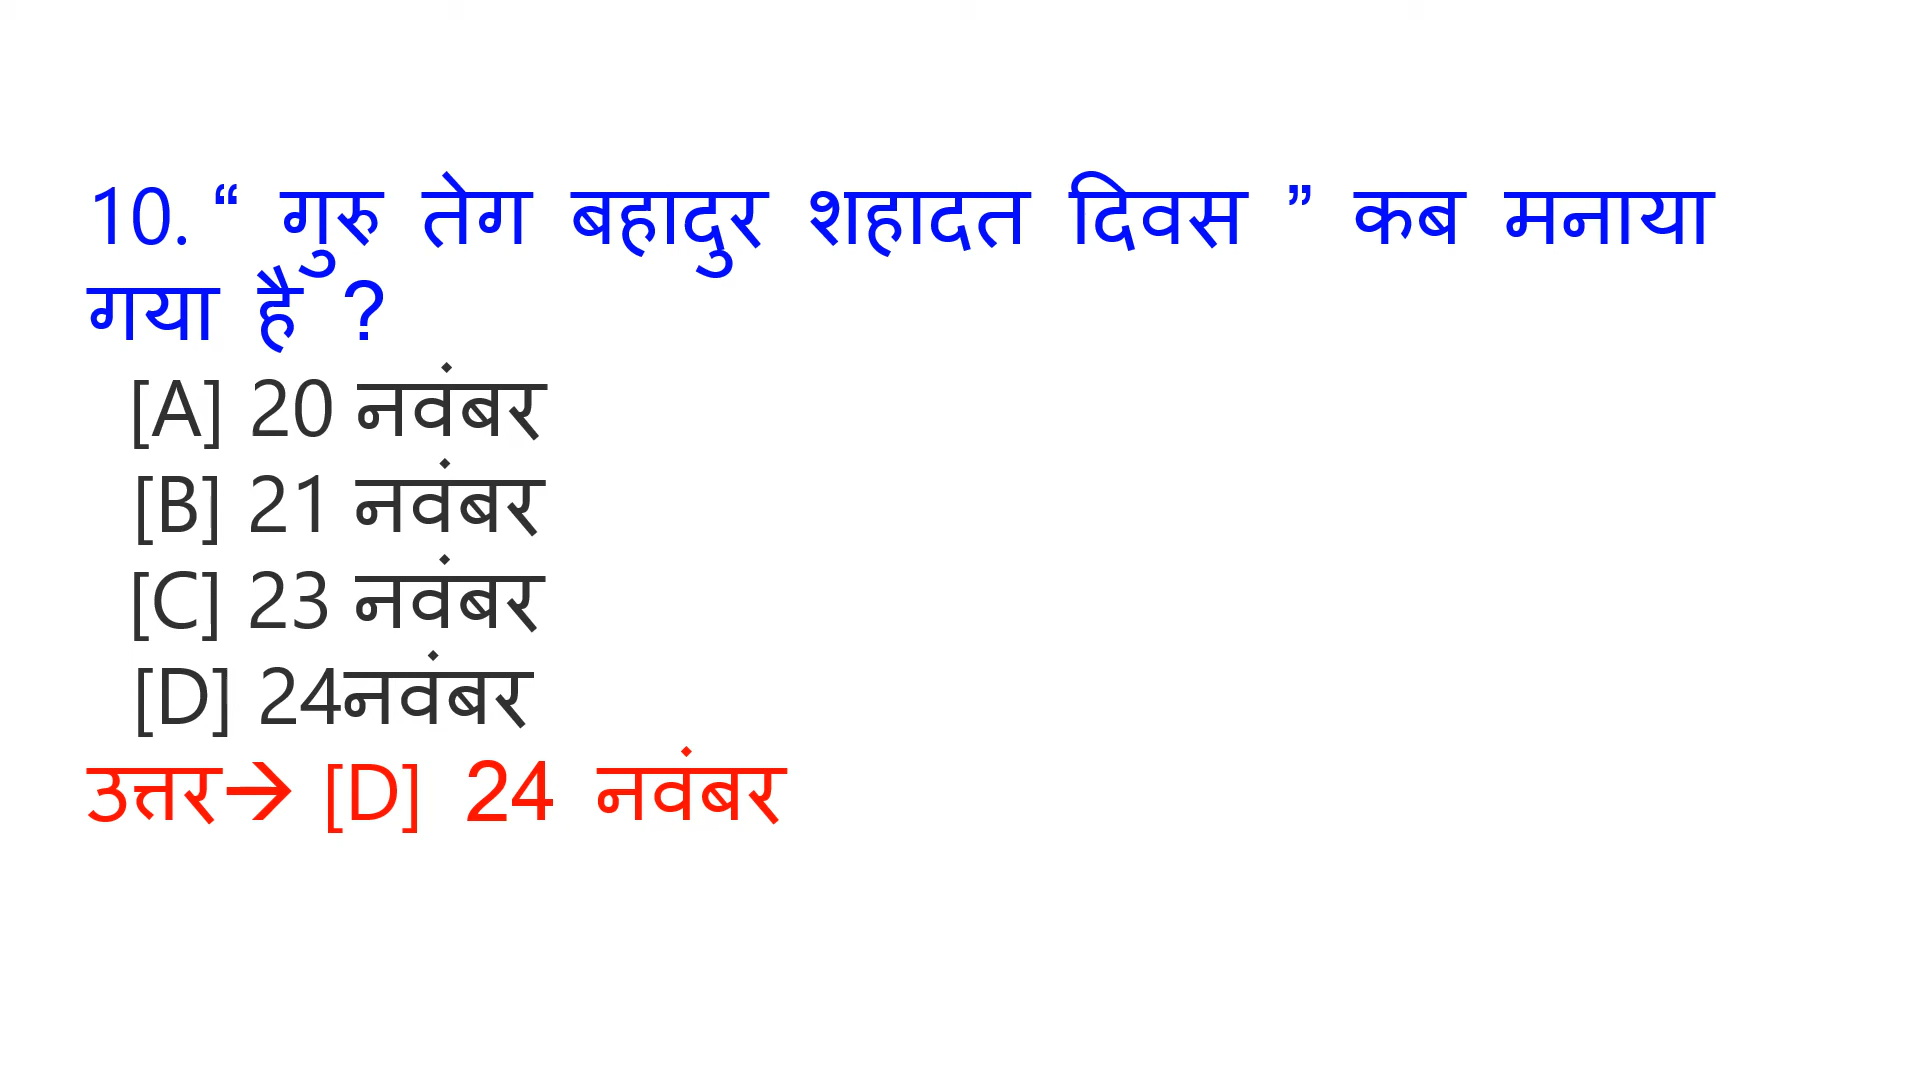 10. “ गुरु तेग बहादुर शहादत दिवस ” कब मनाया
गया है ?
[A] 20 नवंबर
[B] 21 नवंबर
[C] 23 नवंबर
[D] 24नवंबर
उत्तर→ [D] 24 नवंबर